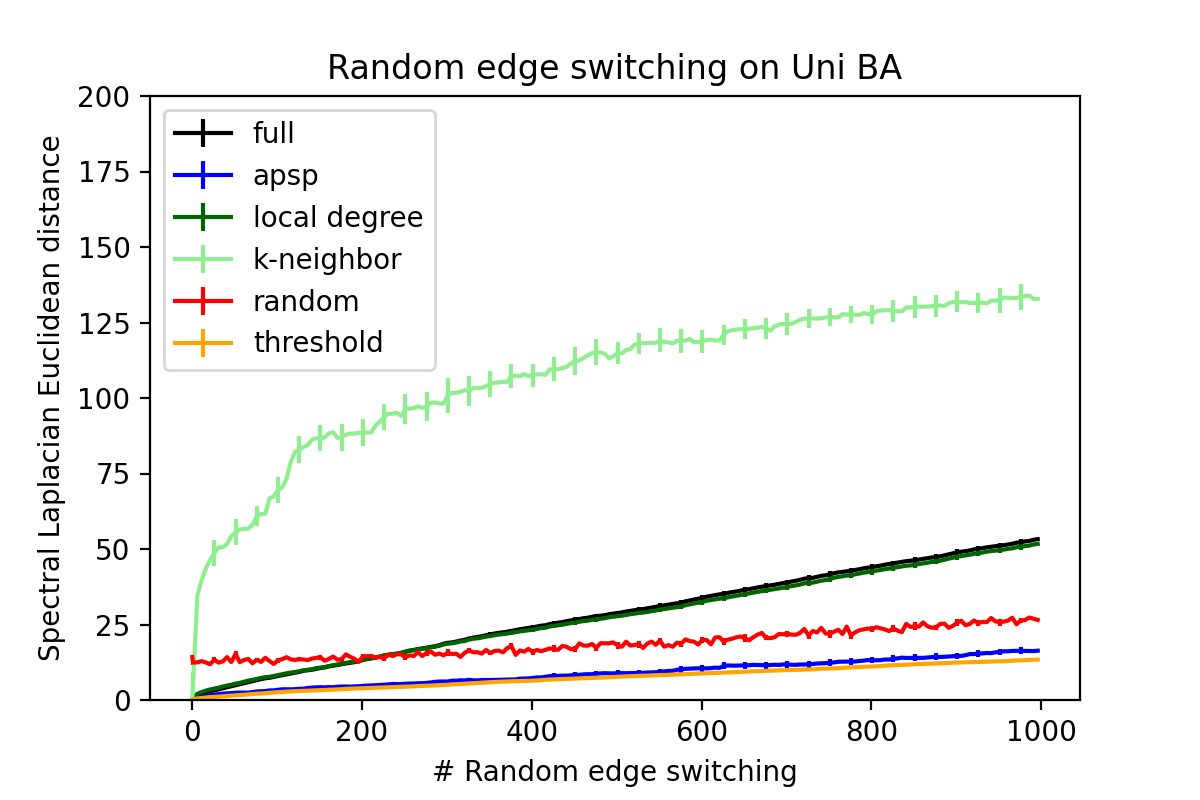 Random edge switching on Uni BA
Spectral Laplacian Euclidean distance
200
175
150
125
100
75
50
25
0
full
apsp
local degree
k-neighbor
random
threshold
0 200 400 600 800 1000
# Random edge switching